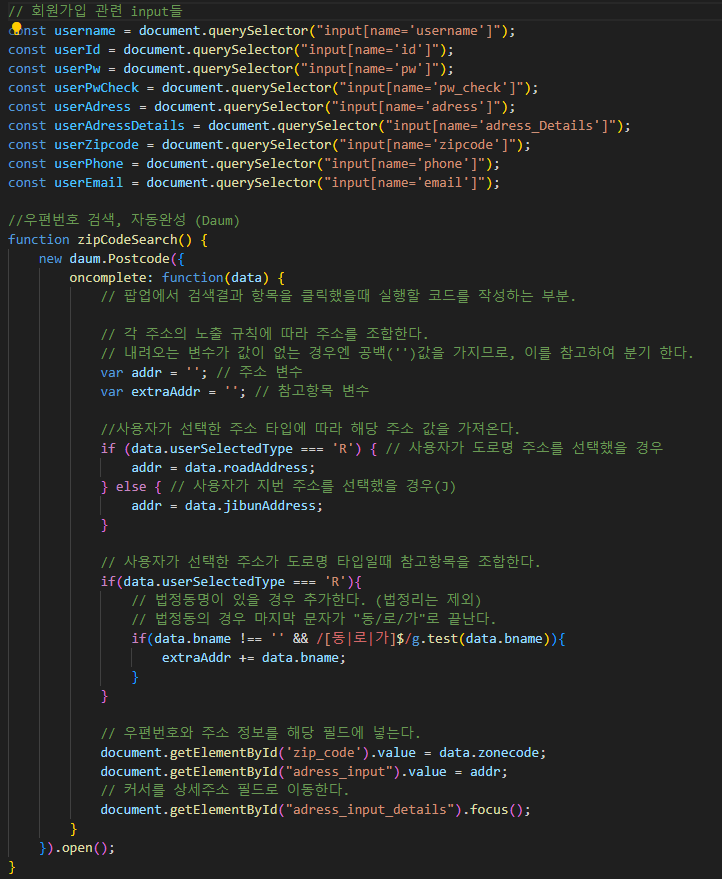 // 회원가입 관련 input들
const username = document.querySelector("input[name='username']");
const userId = document.querySelector("input[name='id']");
const userPw = document.querySelector("input[name='pw']");
const userPwCheck = document.querySelector("input[name='pw_check']");
const userAdress = document.querySelector("input[name='adress']");
const userAdressDetails = document.querySelector("input[name='adress_Details']");
const userZipcode = document.querySelector("input[name='zipcode']");
const userPhone = document.querySelector("input[name='phone']");
const userEmail = document.querySelector("input[name='email']");

//우편번호 검색, 자동완성 (Daum)
function zipCodeSearch() {
    new daum.Postcode({
        oncomplete: function(data) {
            // 팝업에서 검색결과 항목을 클릭했을때 실행할 코드를 작성하는 부분.

            // 각 주소의 노출 규칙에 따라 주소를 조합한다.
            // 내려오는 변수가 값이 없는 경우엔 공백('')값을 가지므로, 이를 참고하여 분기 한다.
            var addr = ''; // 주소 변수
            var extraAddr = ''; // 참고항목 변수

            //사용자가 선택한 주소 타입에 따라 해당 주소 값을 가져온다.
            if (data.userSelectedType === 'R') { // 사용자가 도로명 주소를 선택했을 경우
                addr = data.roadAddress;
            } else { // 사용자가 지번 주소를 선택했을 경우(J)
                addr = data.jibunAddress;
            }

            // 사용자가 선택한 주소가 도로명 타입일때 참고항목을 조합한다.
            if(data.userSelectedType === 'R'){
                // 법정동명이 있을 경우 추가한다. (법정리는 제외)
                // 법정동의 경우 마지막 문자가 "동/로/가"로 끝난다.
                if(data.bname !== '' && /[동|로|가]$/g.test(data.bname)){
                    extraAddr += data.bname;
                }
            }

            // 우편번호와 주소 정보를 해당 필드에 넣는다.
            document.getElementById('zip_code').value = data.zonecode;
            document.getElementById("adress_input").value = addr;
            // 커서를 상세주소 필드로 이동한다.
            document.getElementById("adress_input_details").focus();
        }
    }).open();
}